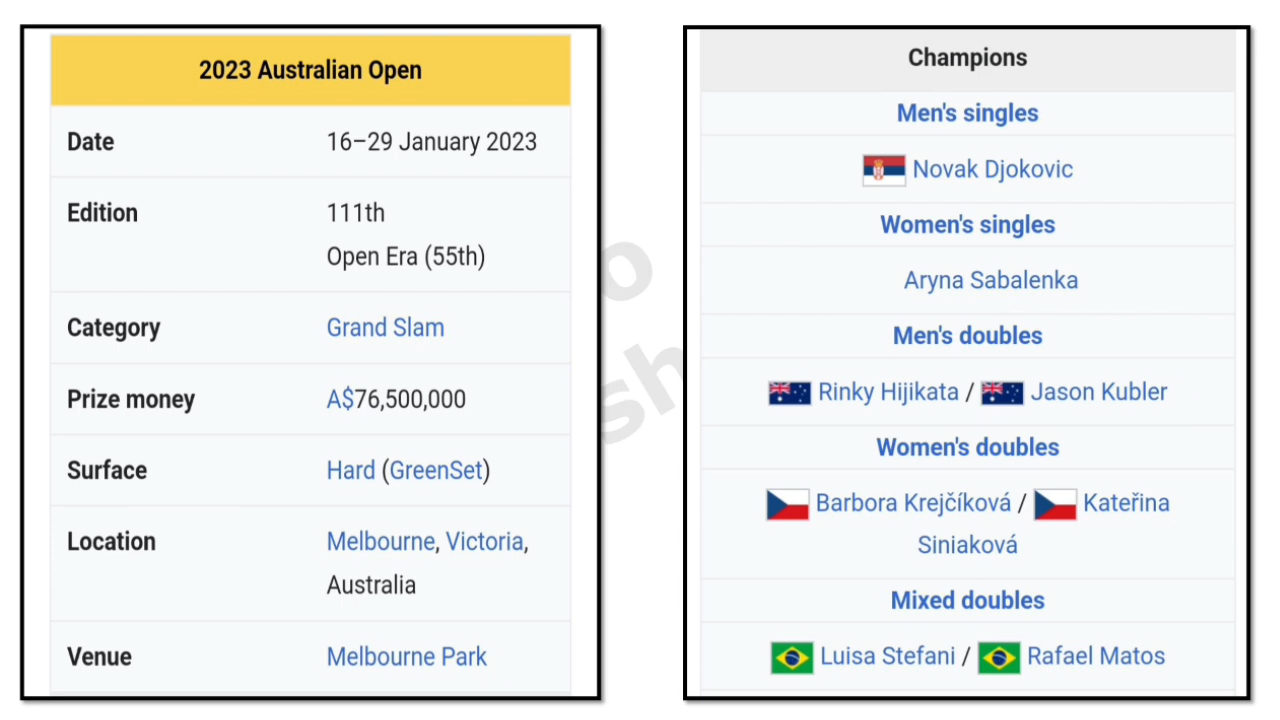 2023 Australian Open
Date 16–29 January 2023
Edition 111th
Open Era (55th)
Category Grand Slam
Prize money A$76,500,000
Surface Hard (GreenSet)
Location Melbourne, Victoria,
Australia
Venue Melbourne Park
Champions
Men's singles
Novak Djokovic
Women's singles
Aryna Sabalenka
Men's doubles
Rinky Hijikata / Jason Kubler
Women's doubles
Barbora Krejčíková / Kateřina
Siniaková
Mixed doubles
Luisa Stefani / Rafael Matos